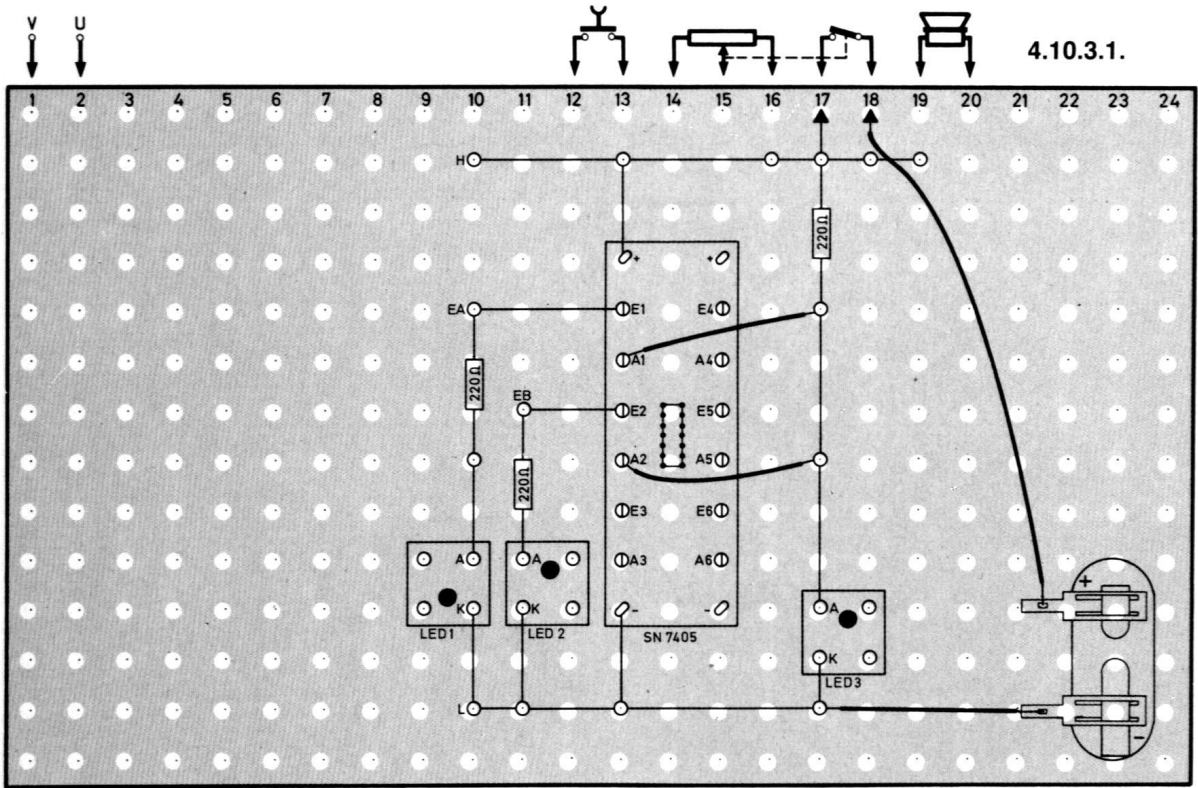 V U
4.10.3.1.
1 2 3 4 5 6 7 8 9 10 11 12 13 14 15 16 17 18 19 20 21 22 23 24
H
220Ω
+ +
EA E1 E4
A1 A4
220Ω
EB E2 E5
A2 A5
220Ω
E3 E6
A A A3 A6
+
K K - - A
LED1 LED 2 SN 7405
K
LED3
L
-